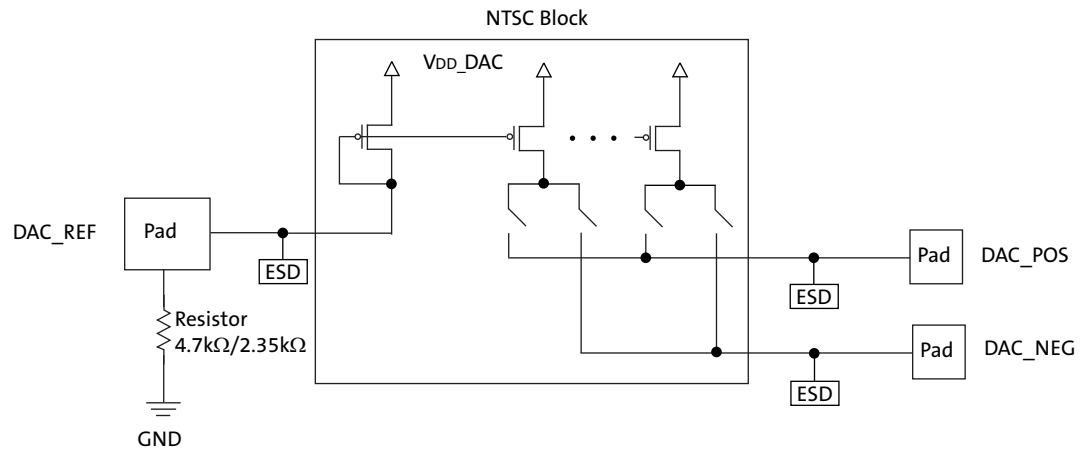 NTSC Block
VDD_DAC
DAC_REF
Pad
ESD
Resistor
4.7kΩ/2.35kΩ
GND
Pad
DAC_POS
ESD
Pad
DAC_NEG
ESD